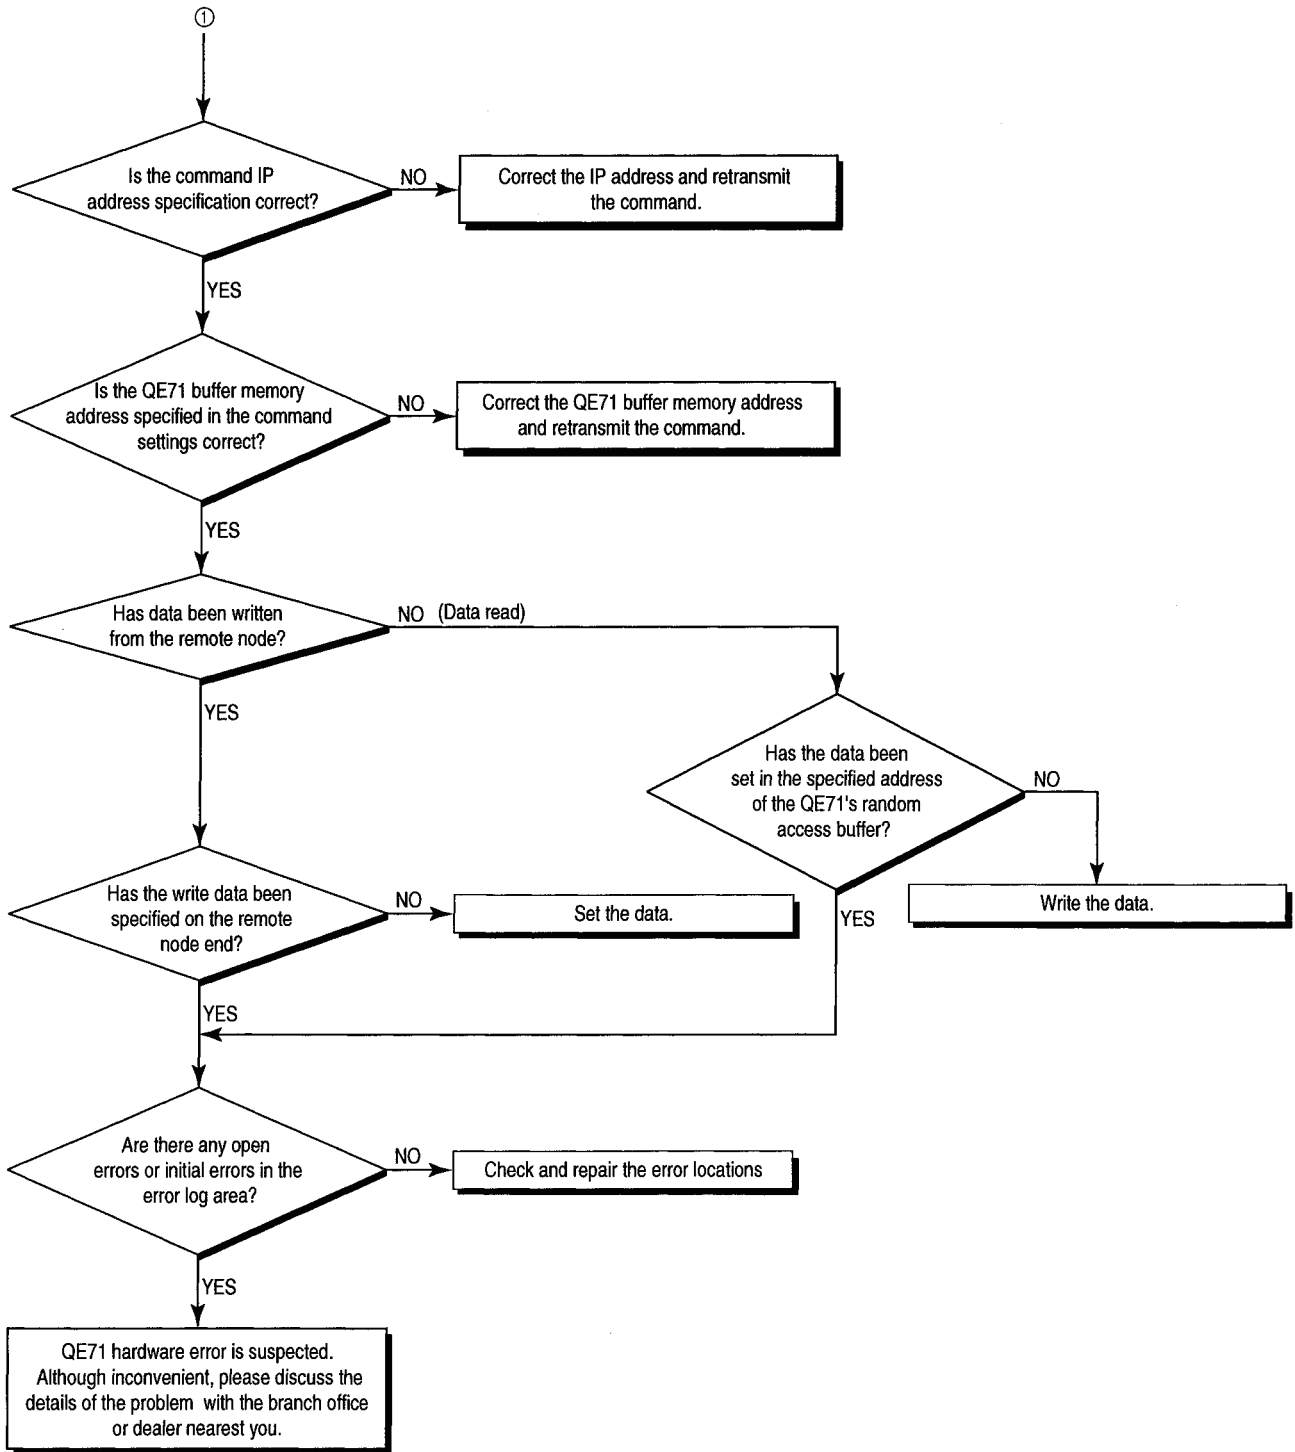 ①
Is the command IP
address specification correct?
NO
Correct the IP address and retransmit
the command.
YES
Is the QE71 buffer memory
address specified in the command
settings correct?
NO
Correct the QE71 buffer memory address
and retransmit the command.
YES
Has data been written
from the remote node?
NO (Data read)
YES
Has the data been
set in the specified address
of the QE71's random
access buffer?
NO
Write the data.
YES
Has the write data been
specified on the remote
node end?
NO
Set the data.
YES
Are there any open
errors or initial errors in the
error log area?
NO
Check and repair the error locations
YES
QE71 hardware error is suspected.
Although inconvenient, please discuss the
details of the problem with the branch office
or dealer nearest you.